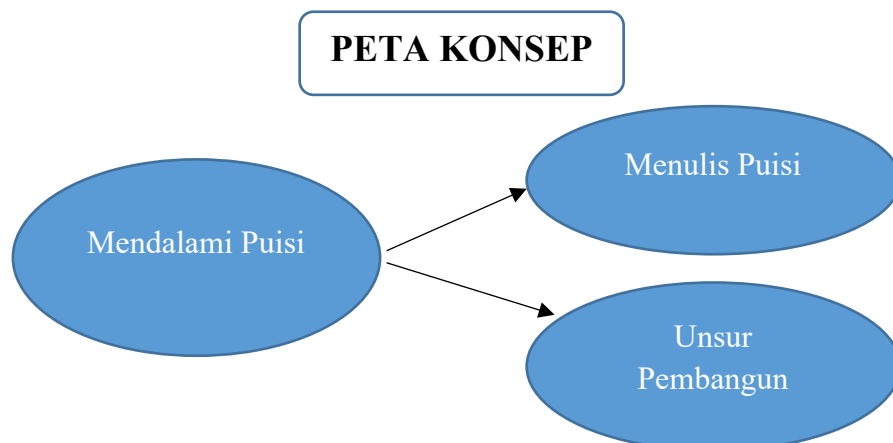 PETA KONSEP
Mendalami Puisi
Menulis Puisi
Unsur
Pembangun